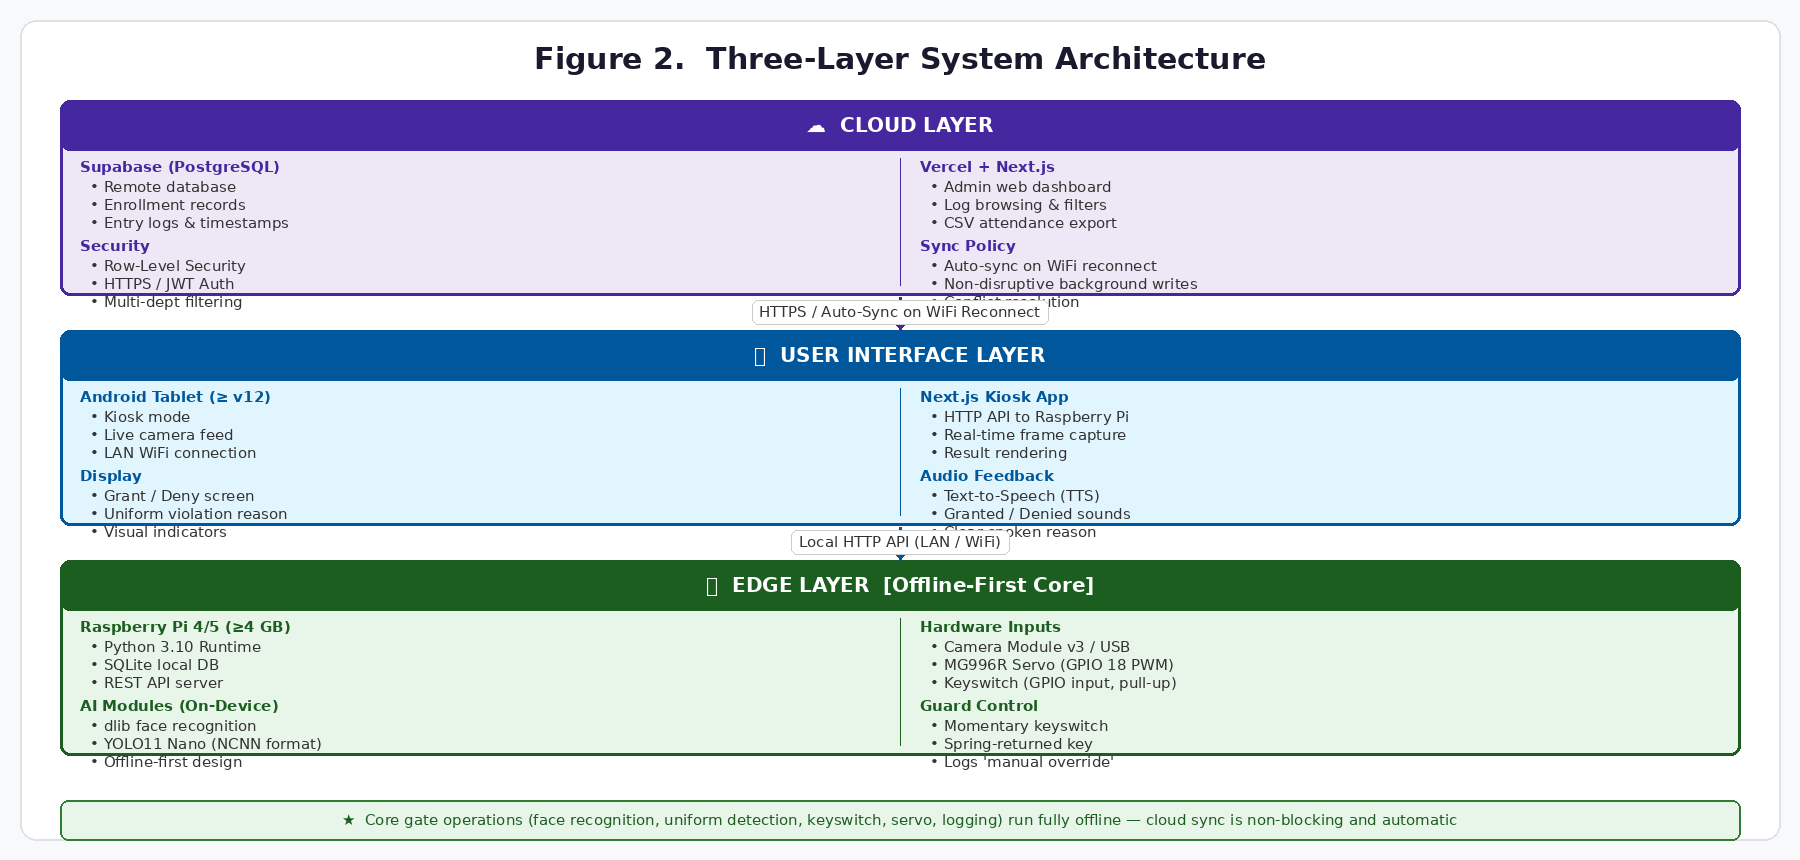 Figure 2. Three-Layer System Architecture
☁ CLOUD LAYER
Supabase (PostgreSQL)
• Remote database
• Enrollment records
• Entry logs & timestamps
Security
• Row-Level Security
• HTTPS / JWT Auth
• Multi-dept filtering
Vercel + Next.js
• Admin web dashboard
• Log browsing & filters
• CSV attendance export
Sync Policy
• Auto-sync on WiFi reconnect
• Non-disruptive background writes
• Conflict resolution
HTTPS / Auto-Sync on WiFi Reconnect
USER INTERFACE LAYER
Android Tablet (≥ v12)
• Kiosk mode
• Live camera feed
• LAN WiFi connection
Display
• Grant / Deny screen
• Uniform violation reason
• Visual indicators
Next.js Kiosk App
• HTTP API to Raspberry Pi
• Real-time frame capture
• Result rendering
Audio Feedback
• Text-to-Speech (TTS)
• Granted / Denied sounds
• Clear spoken reason
Local HTTP API (LAN / WiFi)
EDGE LAYER [Offline-First Core]
Raspberry Pi 4/5 (≥4 GB)
• Python 3.10 Runtime
• SQLite local DB
• REST API server
AI Modules (On-Device)
• dlib face recognition
• YOLO11 Nano (NCNN format)
• Offline-first design
Hardware Inputs
• Camera Module v3 / USB
• MG996R Servo (GPIO 18 PWM)
• Keyswitch (GPIO input, pull-up)
Guard Control
• Momentary keyswitch
• Spring-returned key
• Logs 'manual override'
★ Core gate operations (face recognition, uniform detection, keyswitch, servo, logging) run fully offline — cloud sync is non-blocking and automatic